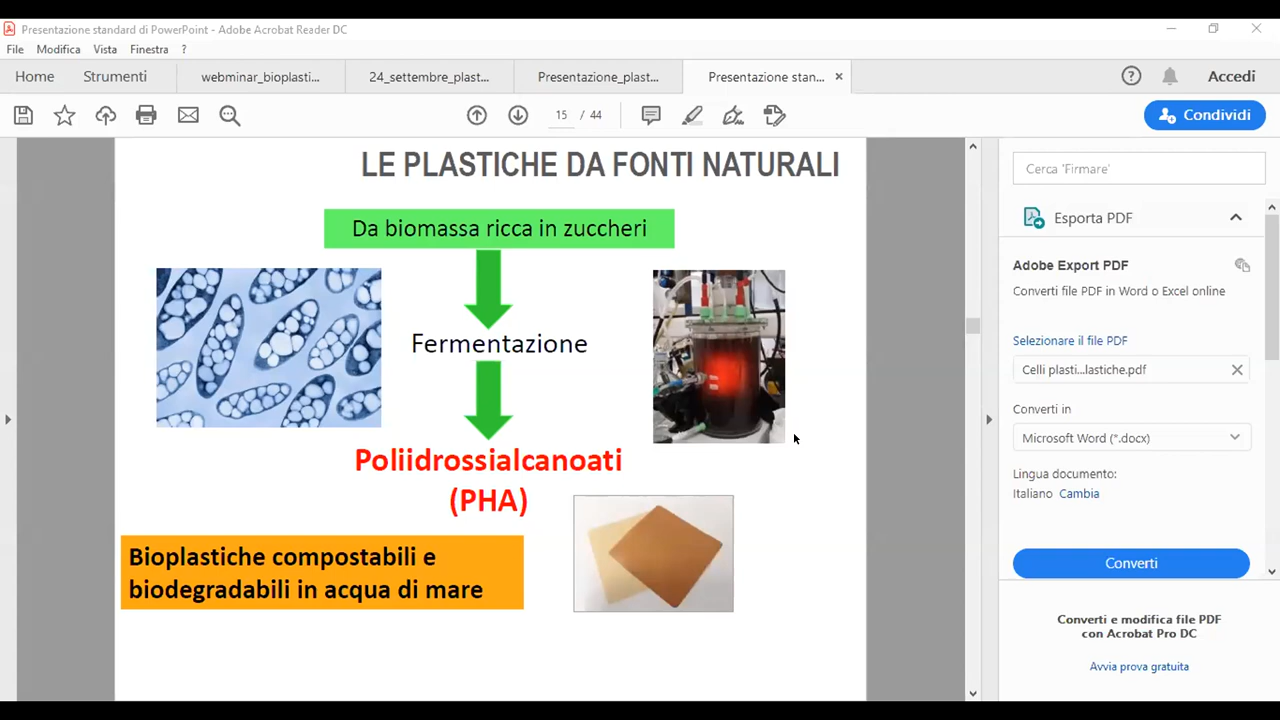 Presentazione standard di PowerPoint - Adobe Acrobat Reader DC
File Modifica Vista Finestra ?
Home Strumenti webminar_bioplasti... 24_settembre_plast... Presentazione_plast... Presentazione stan... × Accedi
15 / 44 Condividi
LE PLASTICHE DA FONTI NATURALI
Da biomassa ricca in zuccheri
Fermentazione
Poliidrossialcanoati
(PHA)
Bioplastiche compostabili e
biodegradabili in acqua di mare
Cerca 'Firmare'
Esporta PDF
Adobe Export PDF
Converti file PDF in Word o Excel online
Selezionare il file PDF
Celli plasti...lastiche.pdf
Converti in
Microsoft Word (*.docx)
Lingua documento:
Italiano Cambia
Converti
Converti e modifica file PDF
con Acrobat Pro DC
Avvia prova gratuita